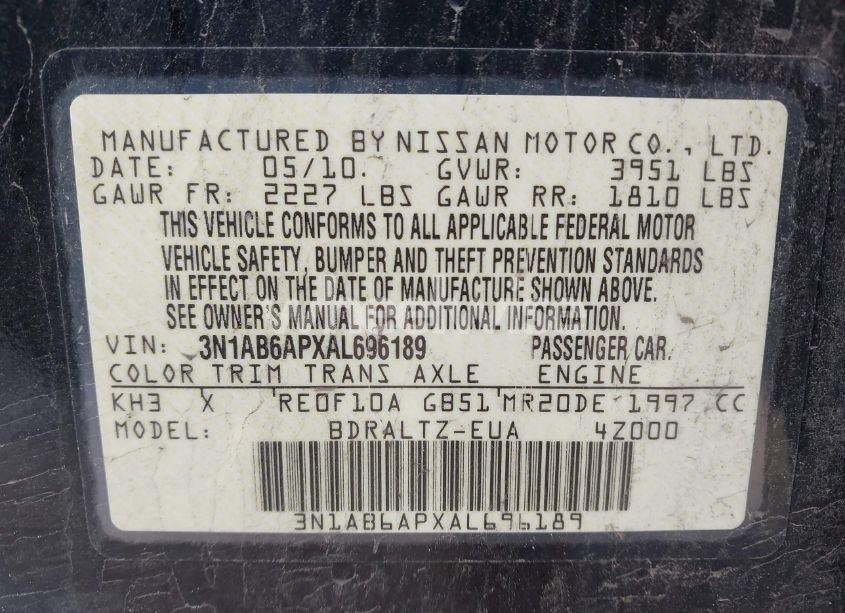 MANUFACTURED BY NISSAN MOTOR CO., LTD.
DATE: 05/10. GVWR: 3951 LBS
GAWR FR: 2227 LBS GAWR RR: 1810 LBS
THIS VEHICLE CONFORMS TO ALL APPLICABLE FEDERAL MOTOR
VEHICLE SAFETY, BUMPER AND THEFT PREVENTION STANDARDS
IN EFFECT ON THE DATE OF MANUFACTURE SHOWN ABOVE.
SEE OWNER'S MANUAL FOR ADDITIONAL INFORMATION.
VIN: 3N1AB6APXAL696189 PASSENGER CAR.
COLOR TRIM TRANS AXLE ENGINE
KH3 X RE0F10A GB51 MR20DE 1997 CC
MODEL: BDRALTZ-EUA 4Z000
3N1AB6APXAL696189